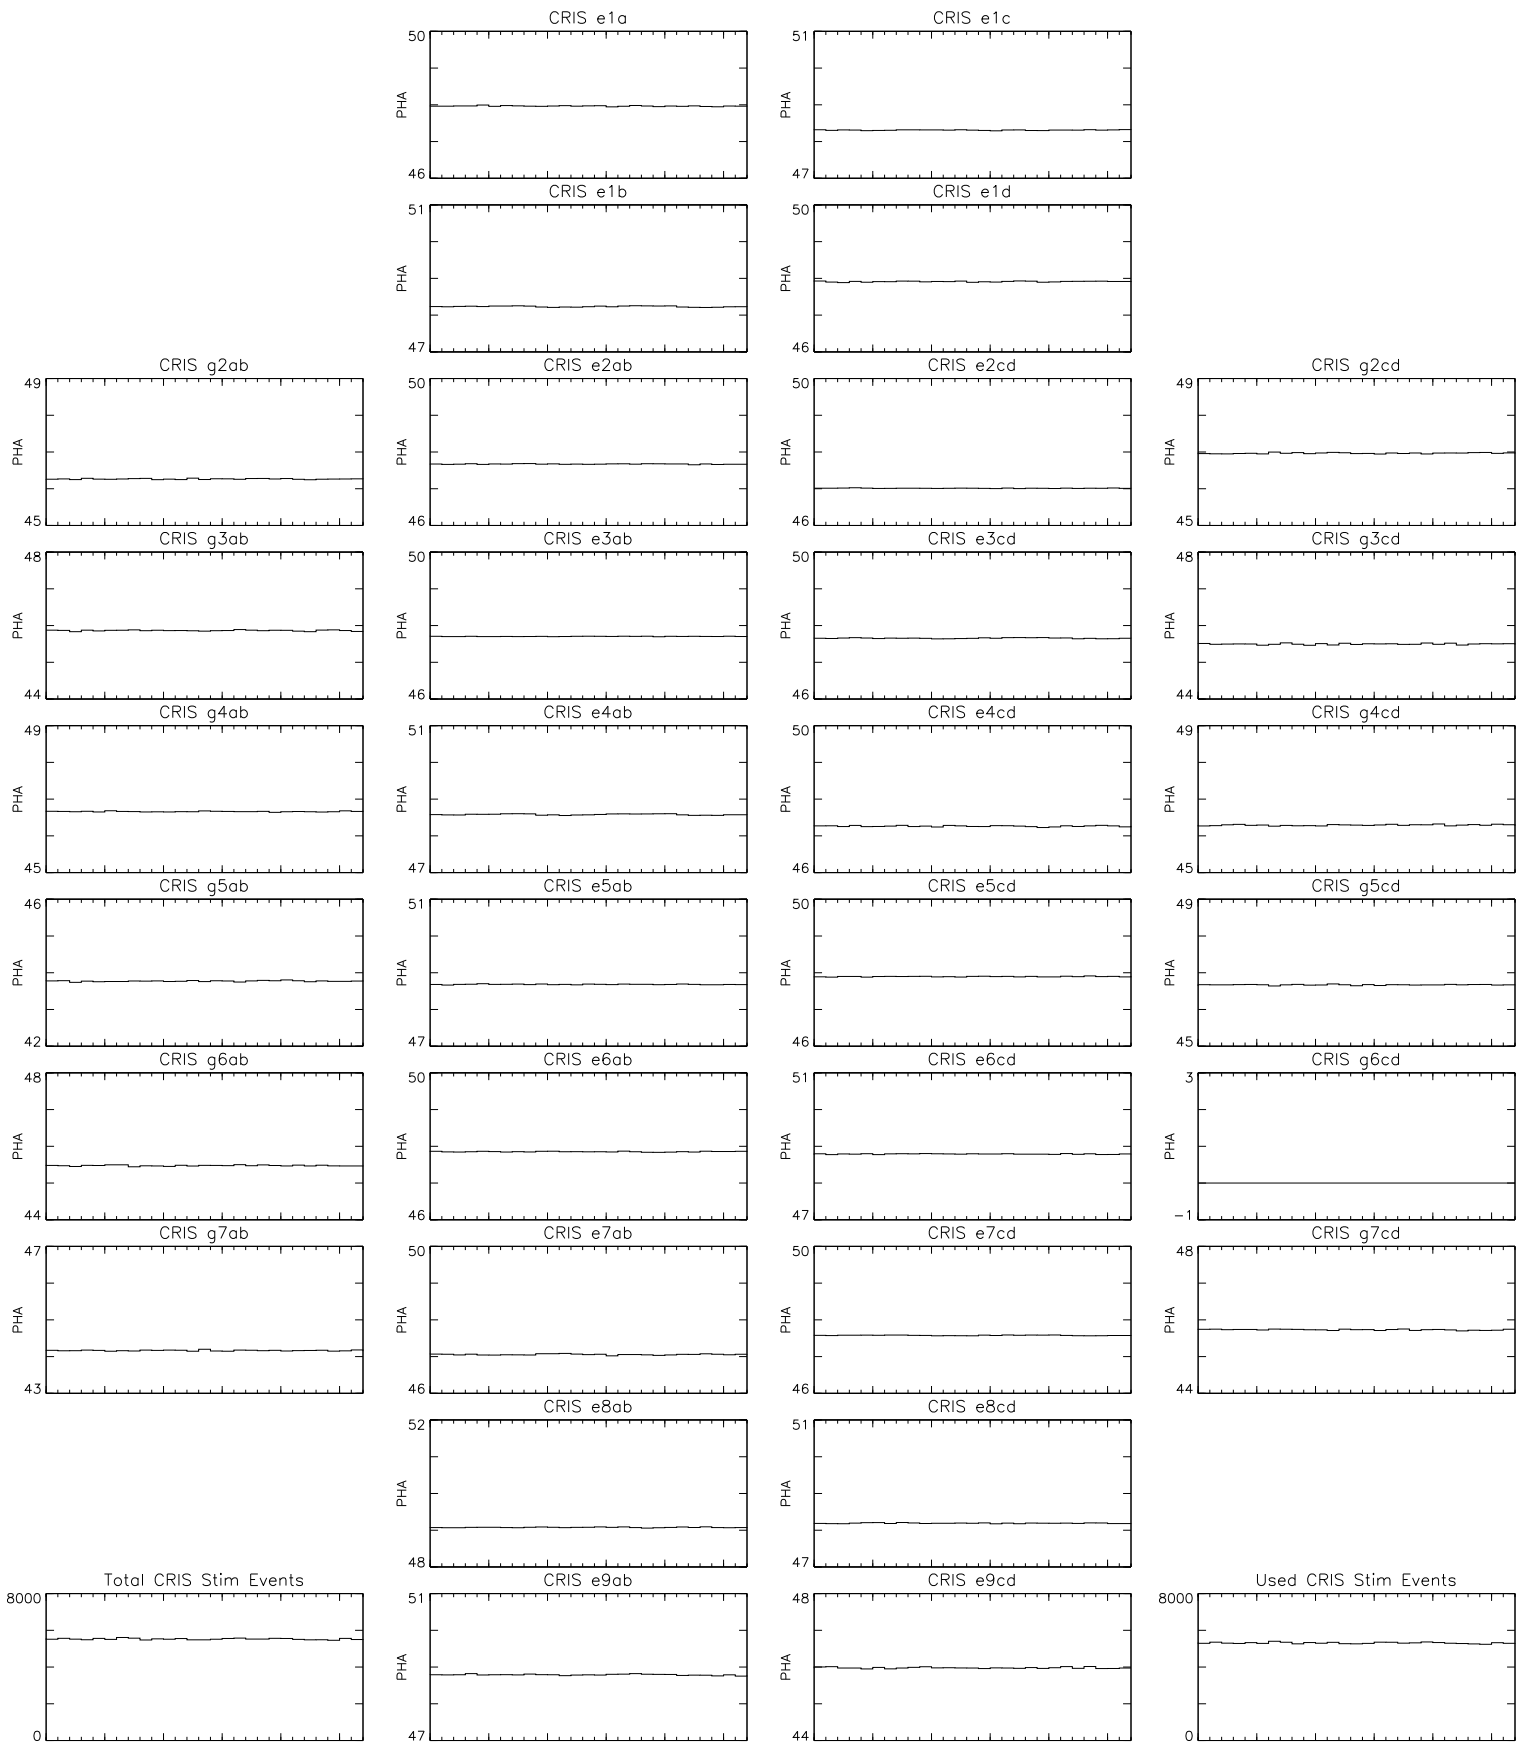 CRIS e1a
CRIS e1c
50
PHA
46
51
PHA
47
CRIS e1b
CRIS e1d
51
PHA
47
50
PHA
46
CRIS g2ab
CRIS e2ab
CRIS e2cd
CRIS g2cd
49
PHA
45
50
PHA
46
50
PHA
46
49
PHA
45
CRIS g3ab
CRIS e3ab
CRIS e3cd
CRIS g3cd
48
PHA
44
50
PHA
46
50
PHA
46
48
PHA
44
CRIS g4ab
CRIS e4ab
CRIS e4cd
CRIS g4cd
49
PHA
45
51
PHA
47
50
PHA
46
49
PHA
45
CRIS g5ab
CRIS e5ab
CRIS e5cd
CRIS g5cd
46
PHA
42
51
PHA
47
50
PHA
46
49
PHA
45
CRIS g6ab
CRIS e6ab
CRIS e6cd
CRIS g6cd
48
PHA
44
50
PHA
46
51
PHA
47
3
PHA
−1
CRIS g7ab
CRIS e7ab
CRIS e7cd
CRIS g7cd
47
PHA
43
50
PHA
46
50
PHA
46
48
PHA
44
CRIS e8ab
CRIS e8cd
52
PHA
48
51
PHA
47
Total CRIS Stim Events
CRIS e9ab
CRIS e9cd
Used CRIS Stim Events
8000
0
51
PHA
47
48
PHA
44
8000
0